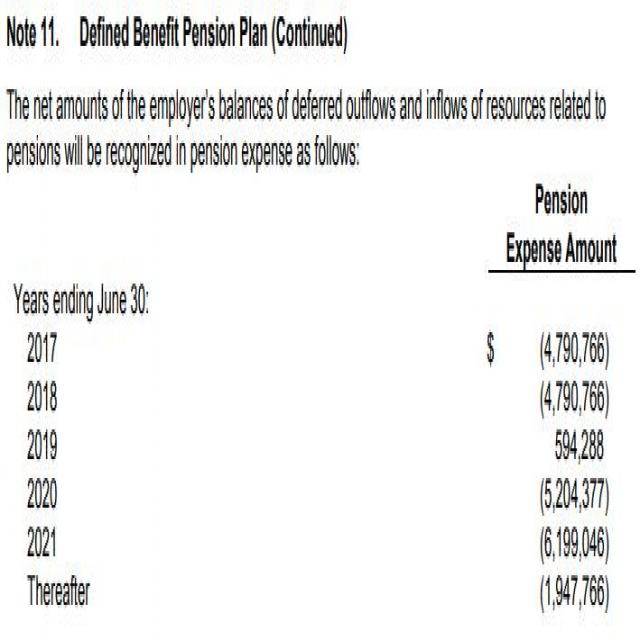 Note 11. Defined Benefit Pension Plan (Continued)
The net amounts of the employer's balances of deferred outflows and inflows of resources related to
pensions will be recognized in pension expense as follows:
Pension
Expense Amount
Years ending June 30:
2017 $ (4,790,766)
2018 (4,790,766)
2019 594,288
2020 (5,204,377)
2021 (6,199,046)
Thereafter (1,947,766)